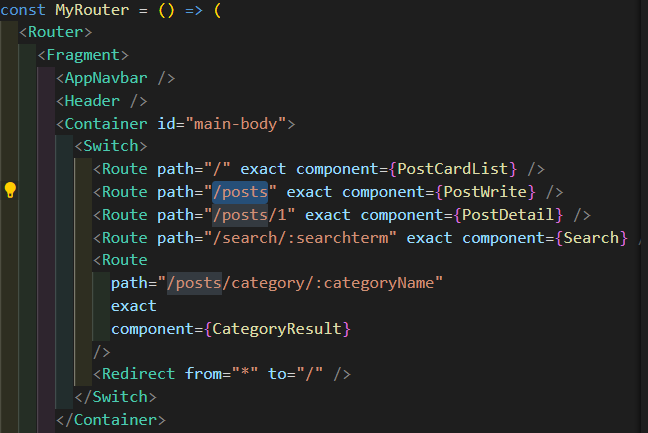 const MyRouter = () => (
<Router>
<Fragment>
<AppNavbar />
<Header />
<Container id="main-body">
<Switch>
<Route path="/" exact component={PostCardList} />
<Route path="/posts" exact component={PostWrite} />
<Route path="/posts/1" exact component={PostDetail} />
<Route path="/search/:searchterm" exact component={Search} /
<Route
path="/posts/category/:categoryName"
exact
component={CategoryResult}
/>
<Redirect from="*" to="/" />
</Switch>
</Container>